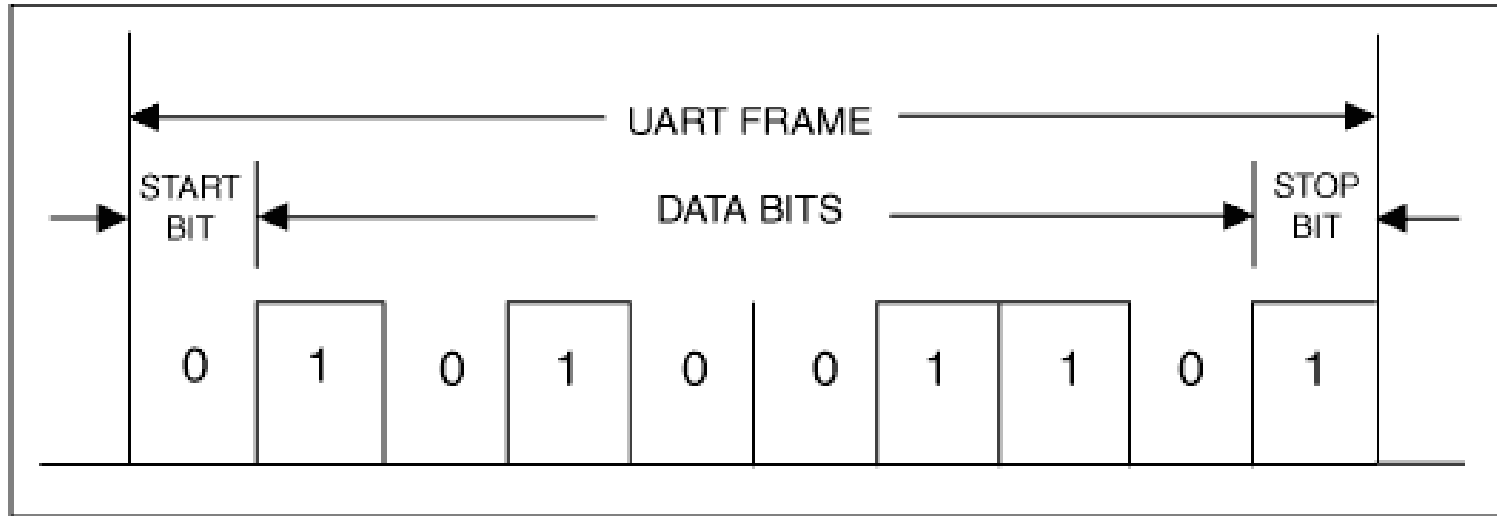 UART FRAME
START
BIT
DATA BITS
STOP
BIT
0 1 0 1 0 0 1 1 0 1